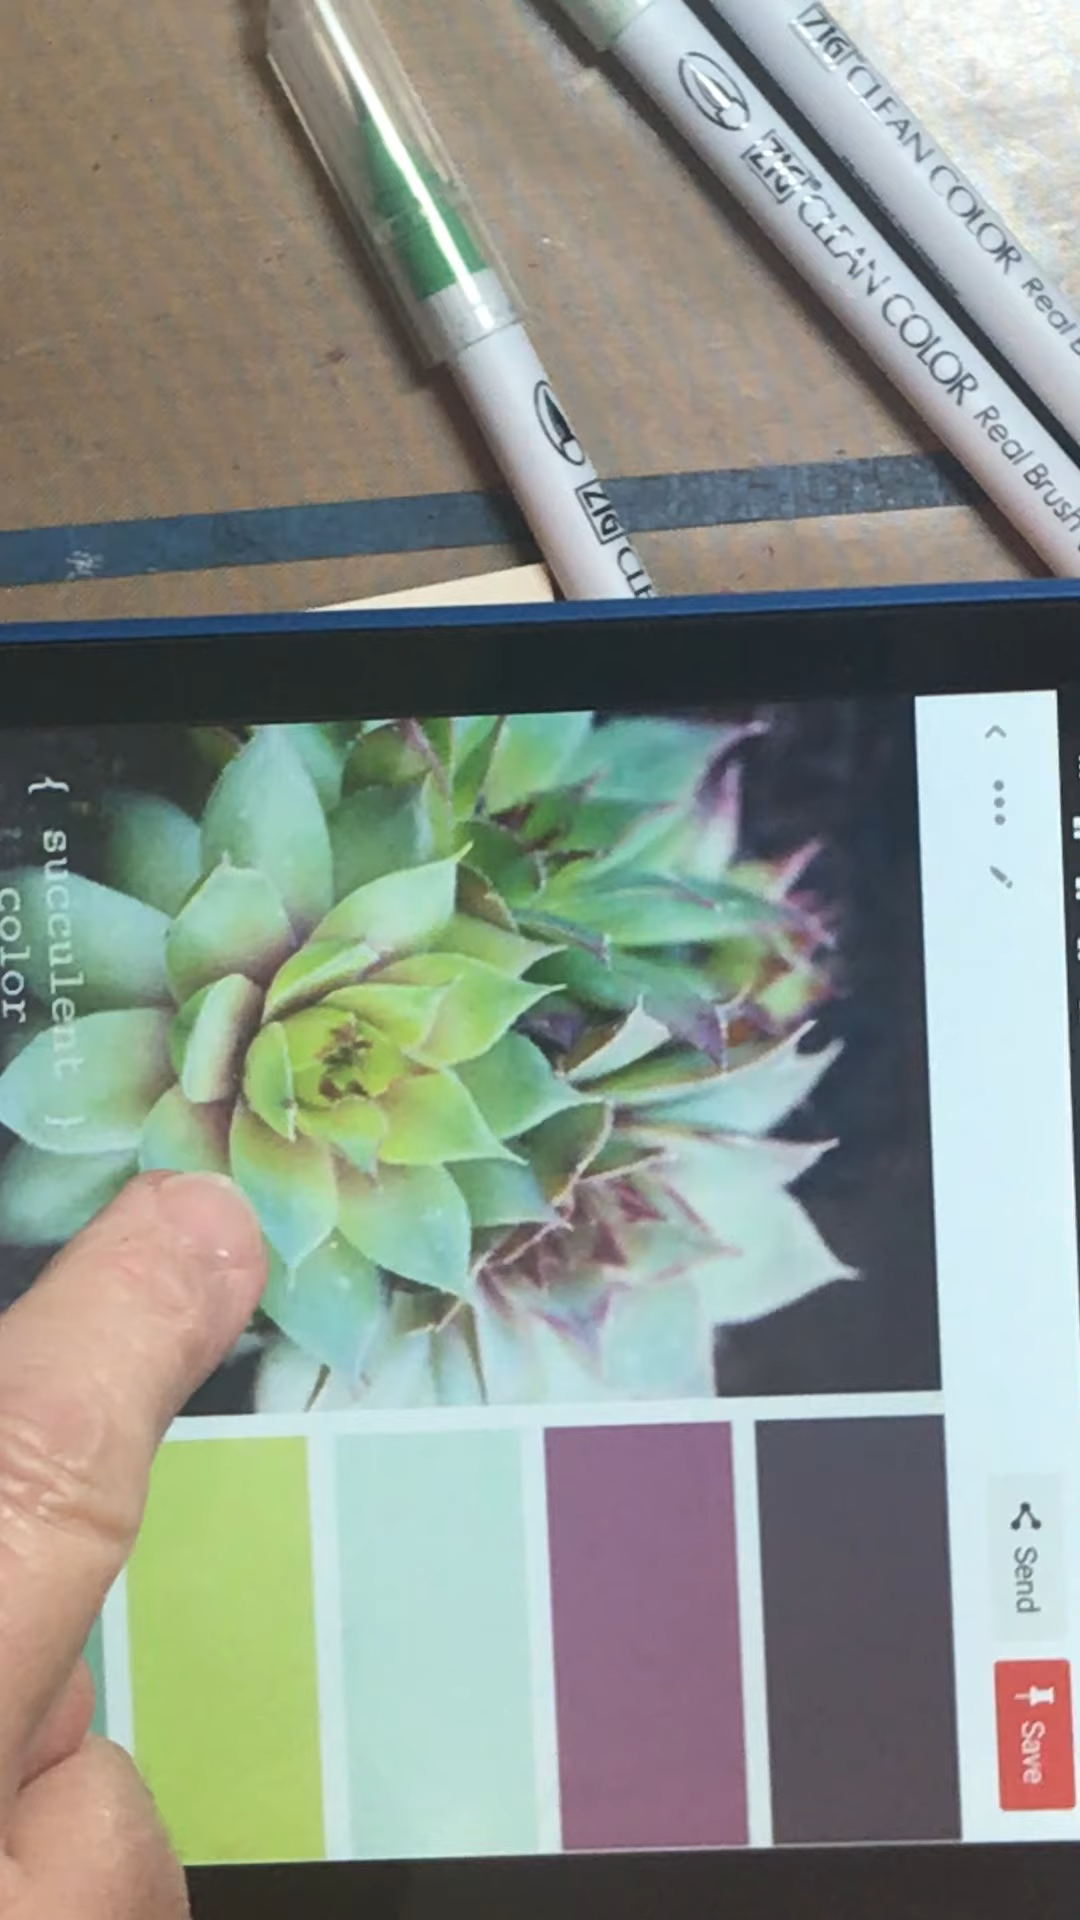 ZIG CLEAN COLOR Real
ZIG CLEAN COLOR Real Brush
ZIG CLE
Send
Save
{ succulent }
color